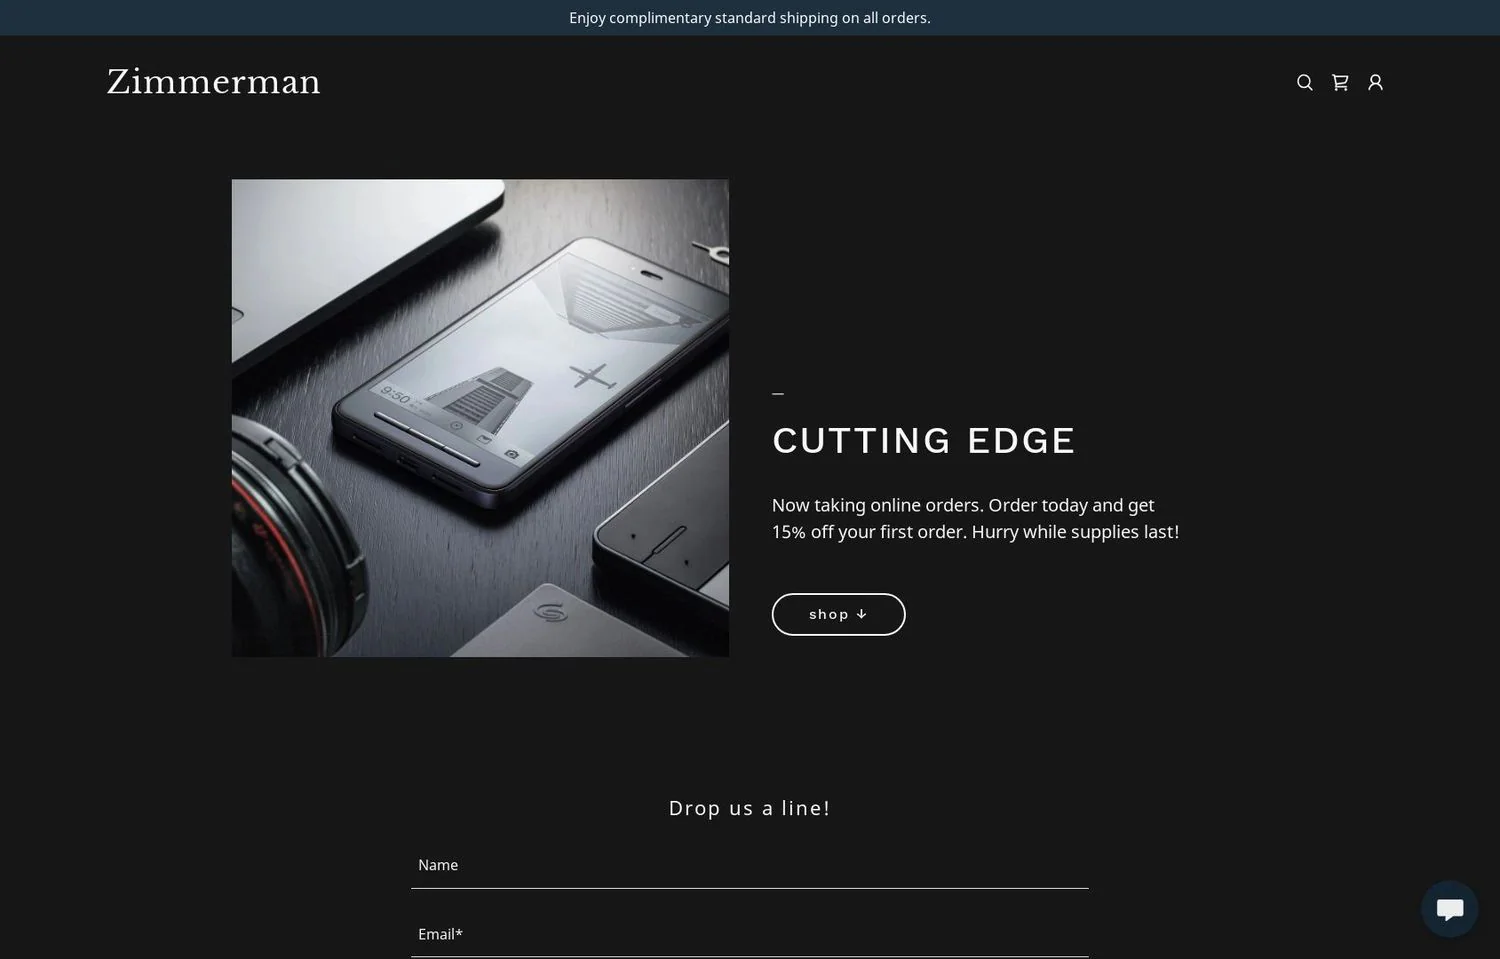 Enjoy complimentary standard shipping on all orders.
Zimmerman
9:50
CUTTING EDGE
Now taking online orders. Order today and get
15% off your first order. Hurry while supplies last!
shop ↓
Drop us a line!
Name
Email*